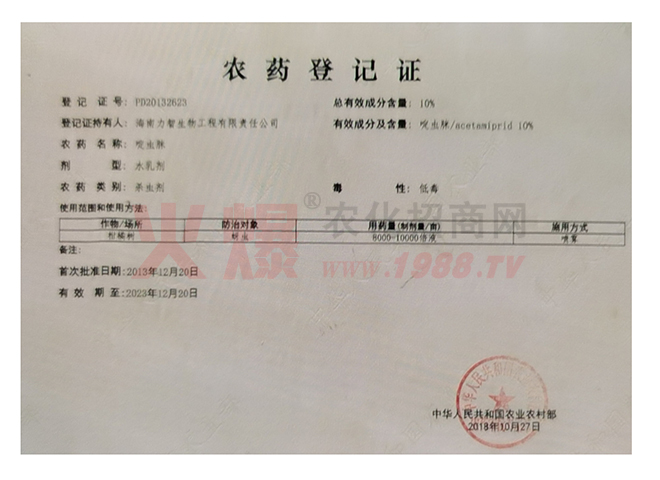 农药登记证
登记证号: PD20132623 总有效成分含量: 10%
登记证持有人: 海南力智生物工程有限责任公司 有效成分及含量: 啶虫脒/acetamiprid 10%
农药名称: 啶虫脒
剂型: 水乳剂
农药类别: 杀虫剂 毒性: 低毒
使用范围和使用方法:
作物/场所 防治对象 用药量(制剂量/亩) 施用方式
柑橘树 蚜虫 8000-10000倍液 喷雾
备注:
首次批准日期: 2013年12月20日
有效期至: 2023年12月20日
火爆®农化招商网
WWW.1988.TV
中华人民共和国农业农村部
2018年10月27日